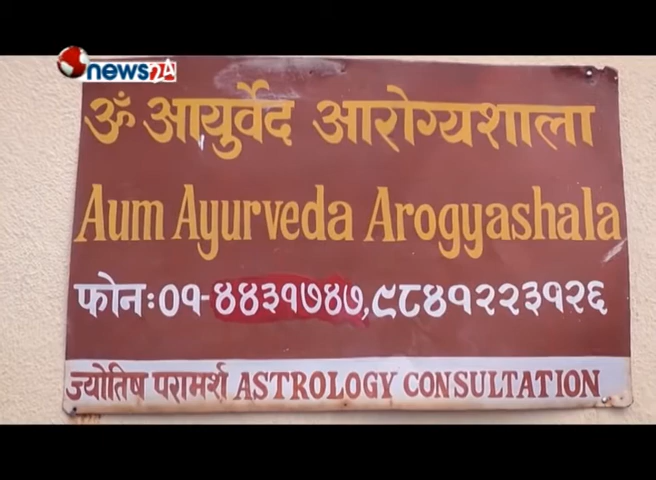 news24
ॐ आयुर्वेद आरोग्यशाला
Aum Ayurveda Arogyashala
फोन: ०१-४४३१७४७, ९८४१२२३१२६
ज्योतिष परामर्श ASTROLOGY CONSULTATION